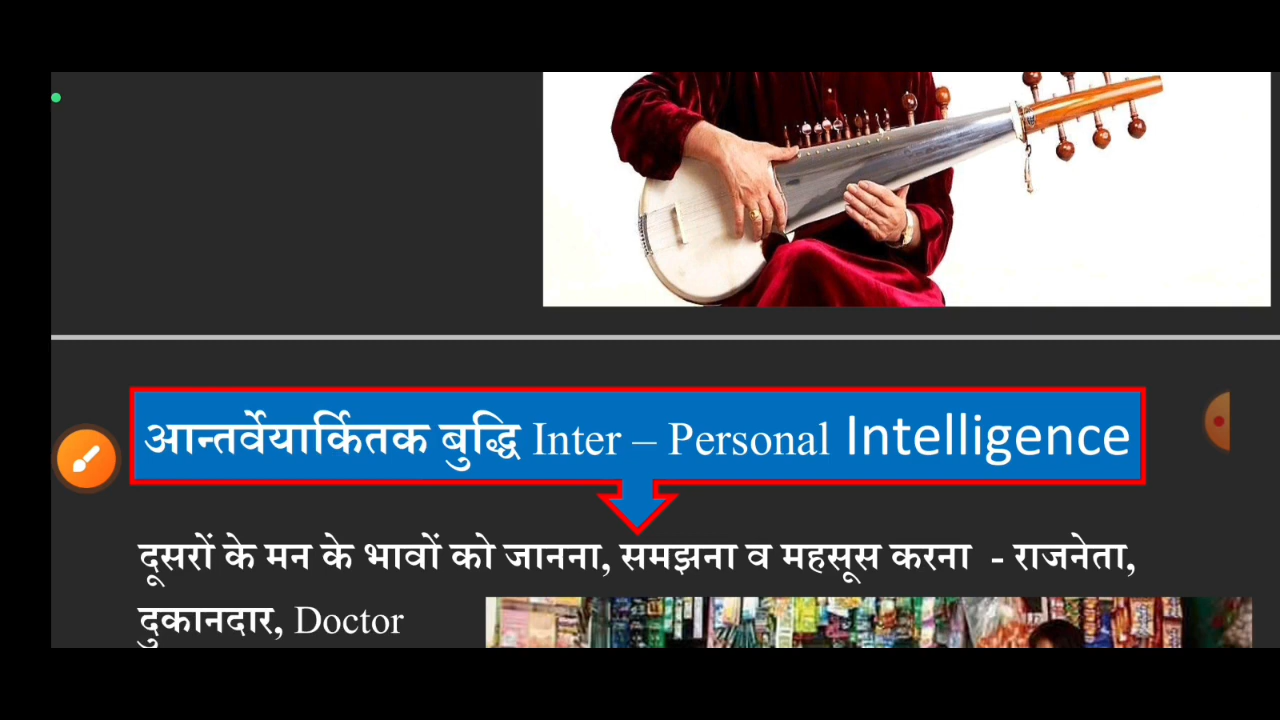 आन्तर्वेयार्कितक बुद्धि Inter – Personal Intelligence
दूसरों के मन के भावों को जानना, समझना व महसूस करना - राजनेता,
दुकानदार, Doctor